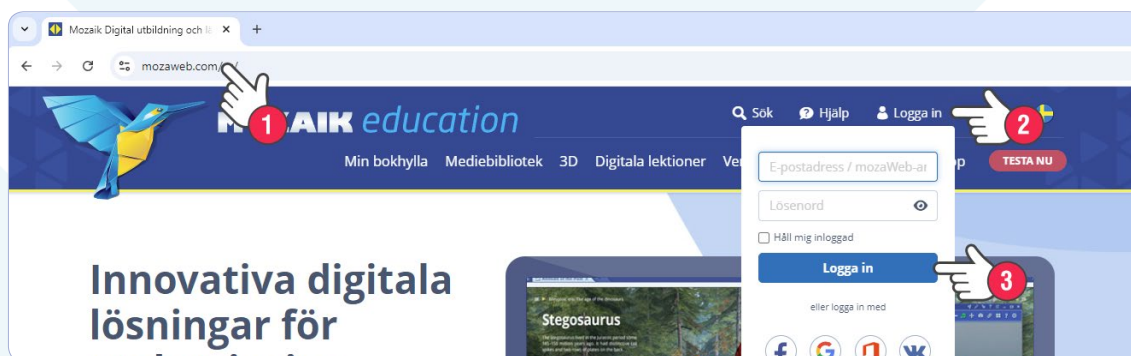 Mozaik Digital utbildning och lä
mozaweb.com/
1
MOZAIK education
Sök Hjälp Logga in
2
Min bokhylla Mediebibliotek 3D Digitala lektioner
TESTA NU
E-postadress / mozaWeb-an
Lösenord
Håll mig inloggad
Logga in
3
eller logga in med
Innovativa digitala
lösningar för
Stegosaurus